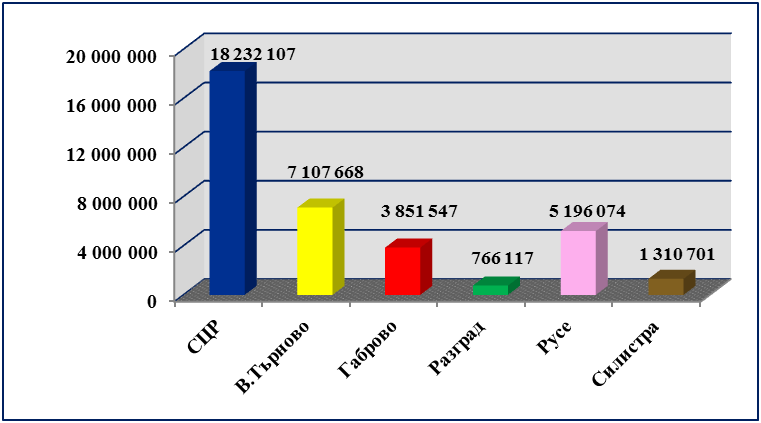 20 000 000
16 000 000
12 000 000
8 000 000
4 000 000
0
18 232 107
7 107 668
3 851 547
766 117
5 196 074
1 310 701
СЦР
В.Търново
Габрово
Разград
Русе
Силистра